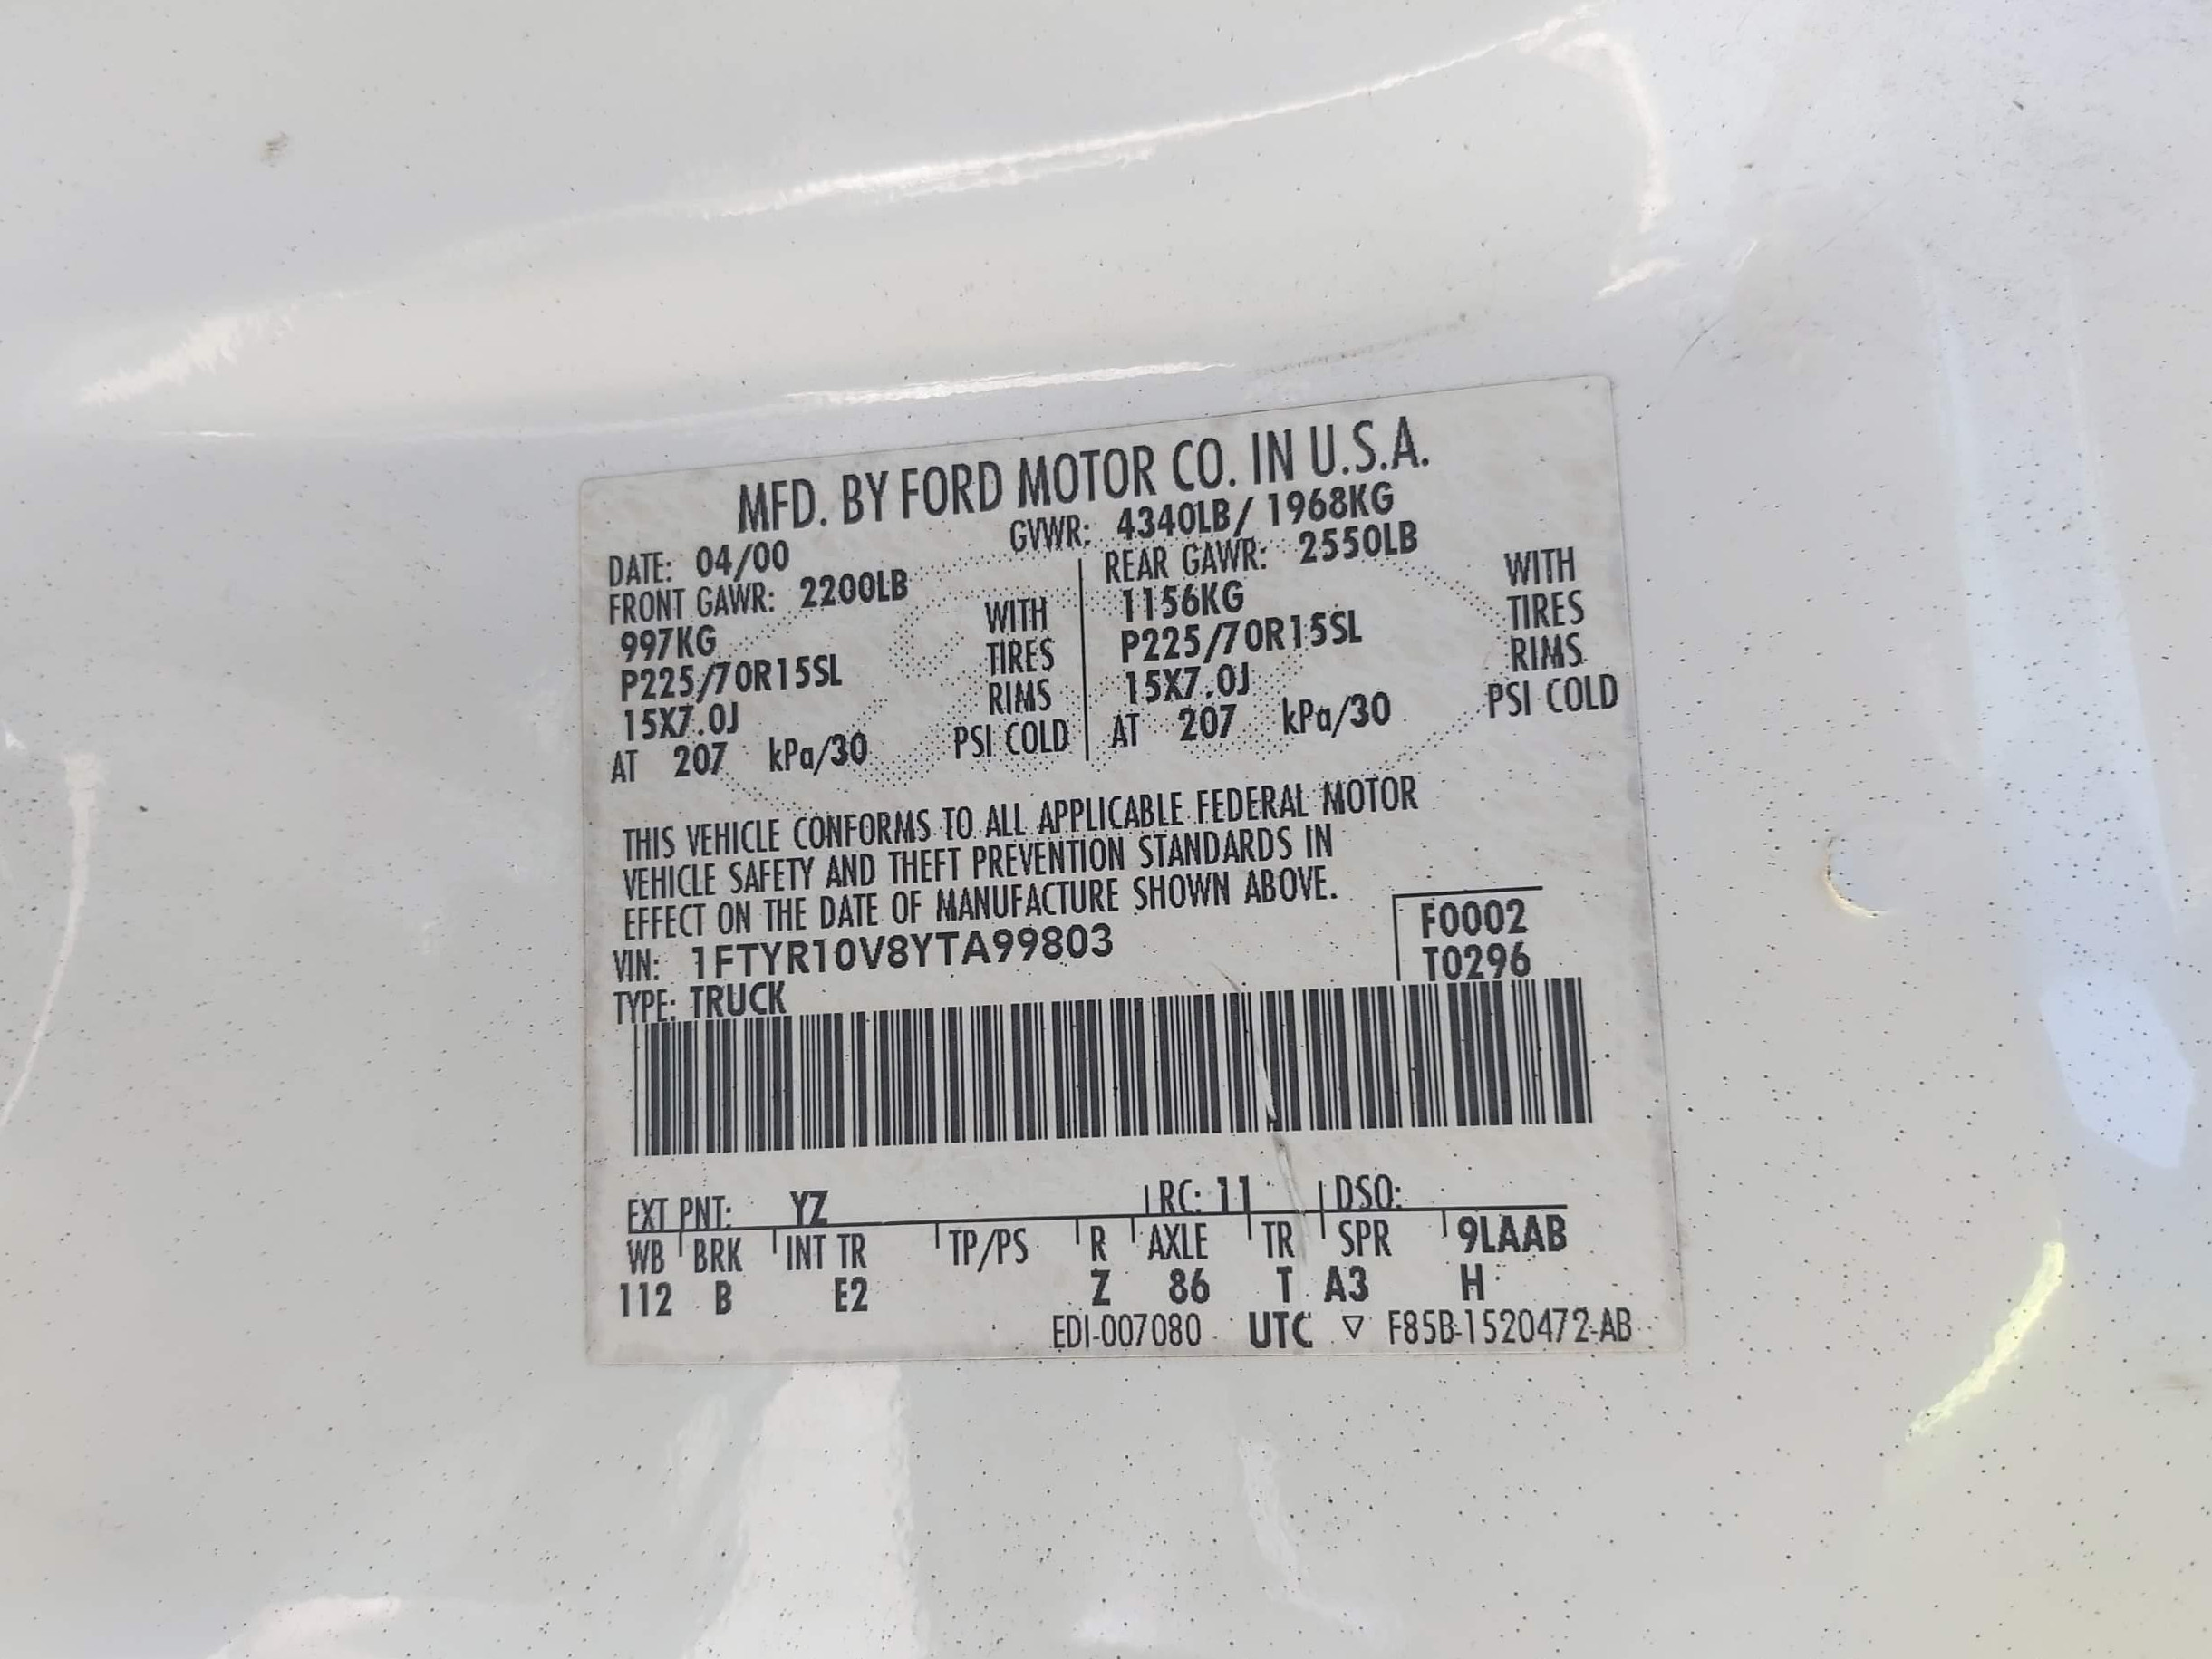 MFD. BY FORD MOTOR CO. IN U.S.A.
DATE: 04/00 GVWR: 4340LB/ 1968KG
FRONT GAWR: 2200LB REAR GAWR: 2550LB
997KG WITH 1156KG WITH
P225/70R15SL TIRES P225/70R15SL TIRES
15X7.0J RIMS 15X7.0J RIMS
AT 207 kPa/30 PSI COLD AT 207 kPa/30 PSI COLD
THIS VEHICLE CONFORMS TO ALL APPLICABLE FEDERAL MOTOR
VEHICLE SAFETY AND THEFT PREVENTION STANDARDS IN
EFFECT ON THE DATE OF MANUFACTURE SHOWN ABOVE.
VIN: 1FTYR10V8YTA99803 F0002
TYPE: TRUCK T0296
EXT PNT: YZ RC: 11 DSO:
WB BRK INT TR TP/PS R AXLE TR SPR 9LAAB
112 B E2 Z 86 T A3 H
EDI-007080 UTC ▽ F85B-1520472-AB